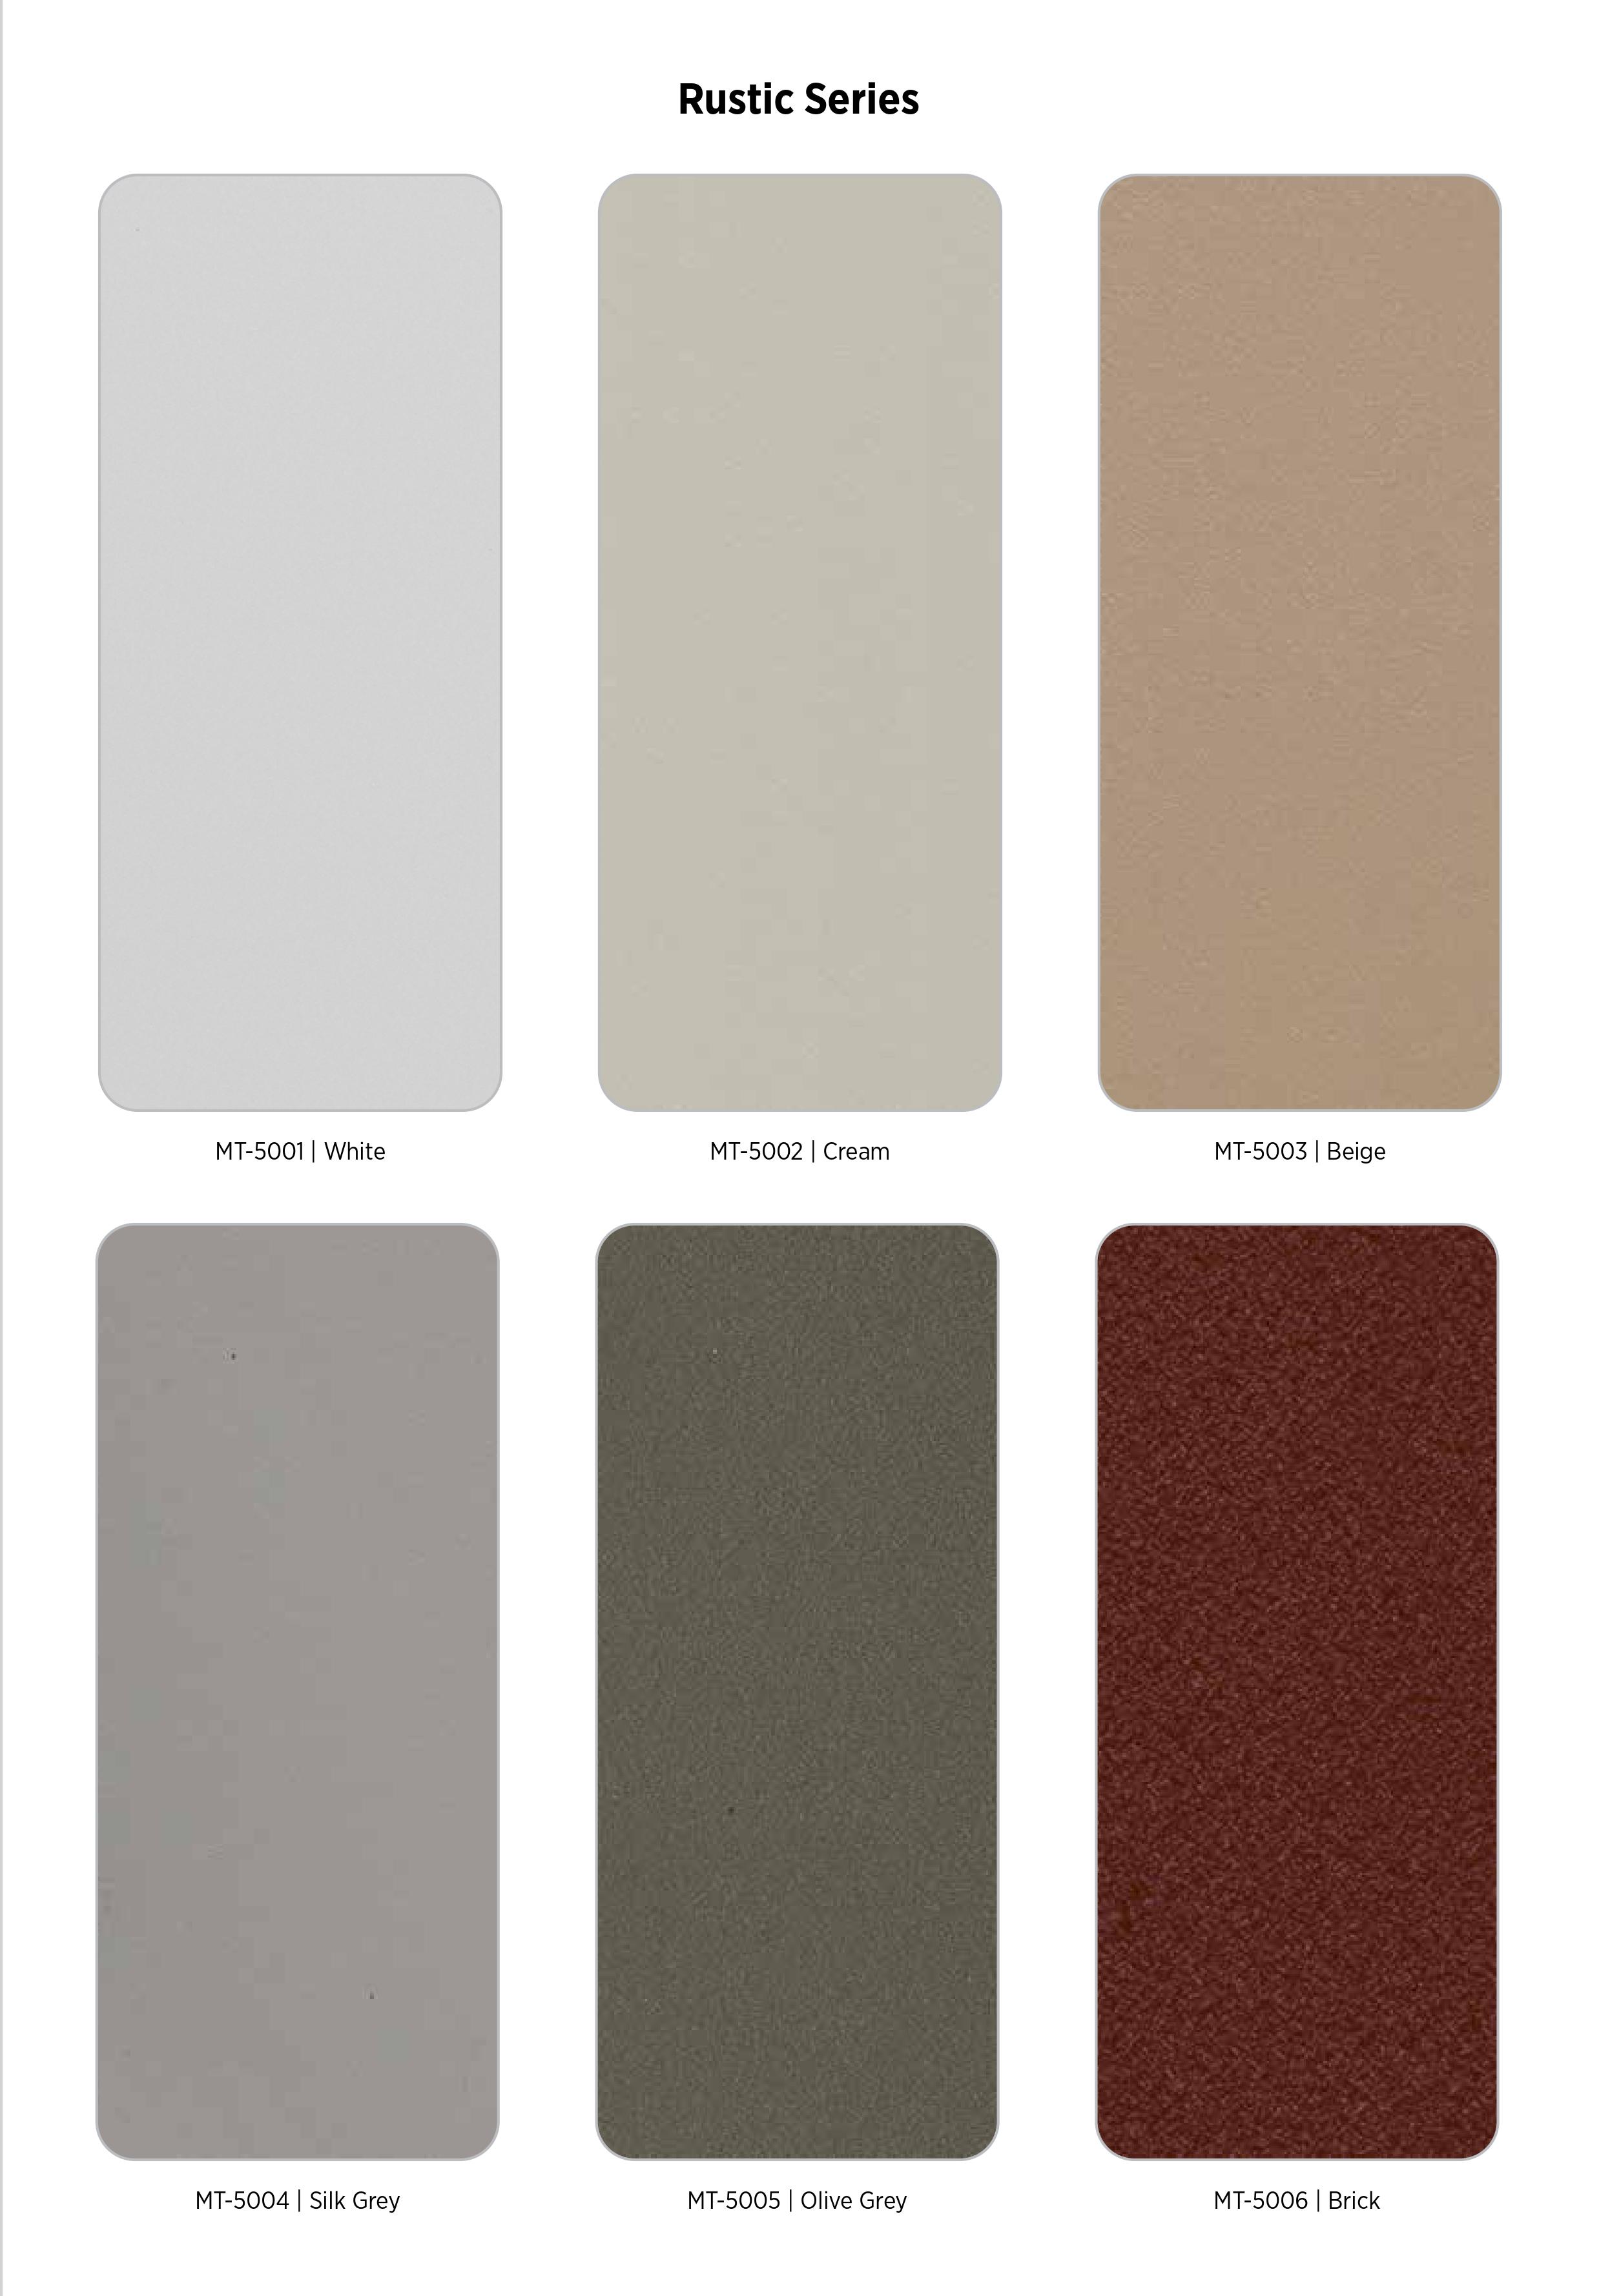 Rustic Series
MT-5001 | White
MT-5002 | Cream
MT-5003 | Beige
MT-5004 | Silk Grey
MT-5005 | Olive Grey
MT-5006 | Brick